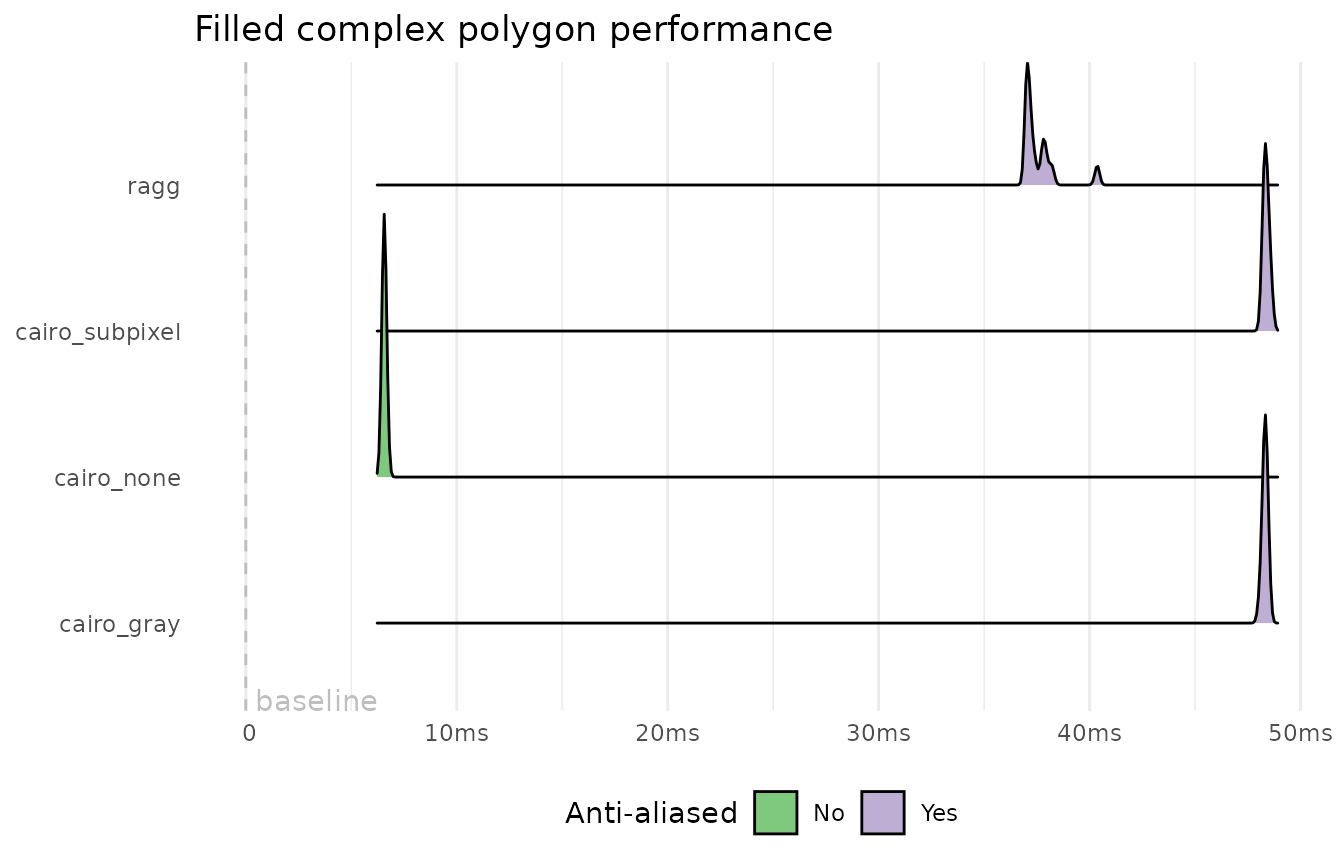 Filled complex polygon performance
ragg
cairo_subpixel
cairo_none
cairo_gray
baseline
0 10ms 20ms 30ms 40ms 50ms
Anti-aliased No Yes